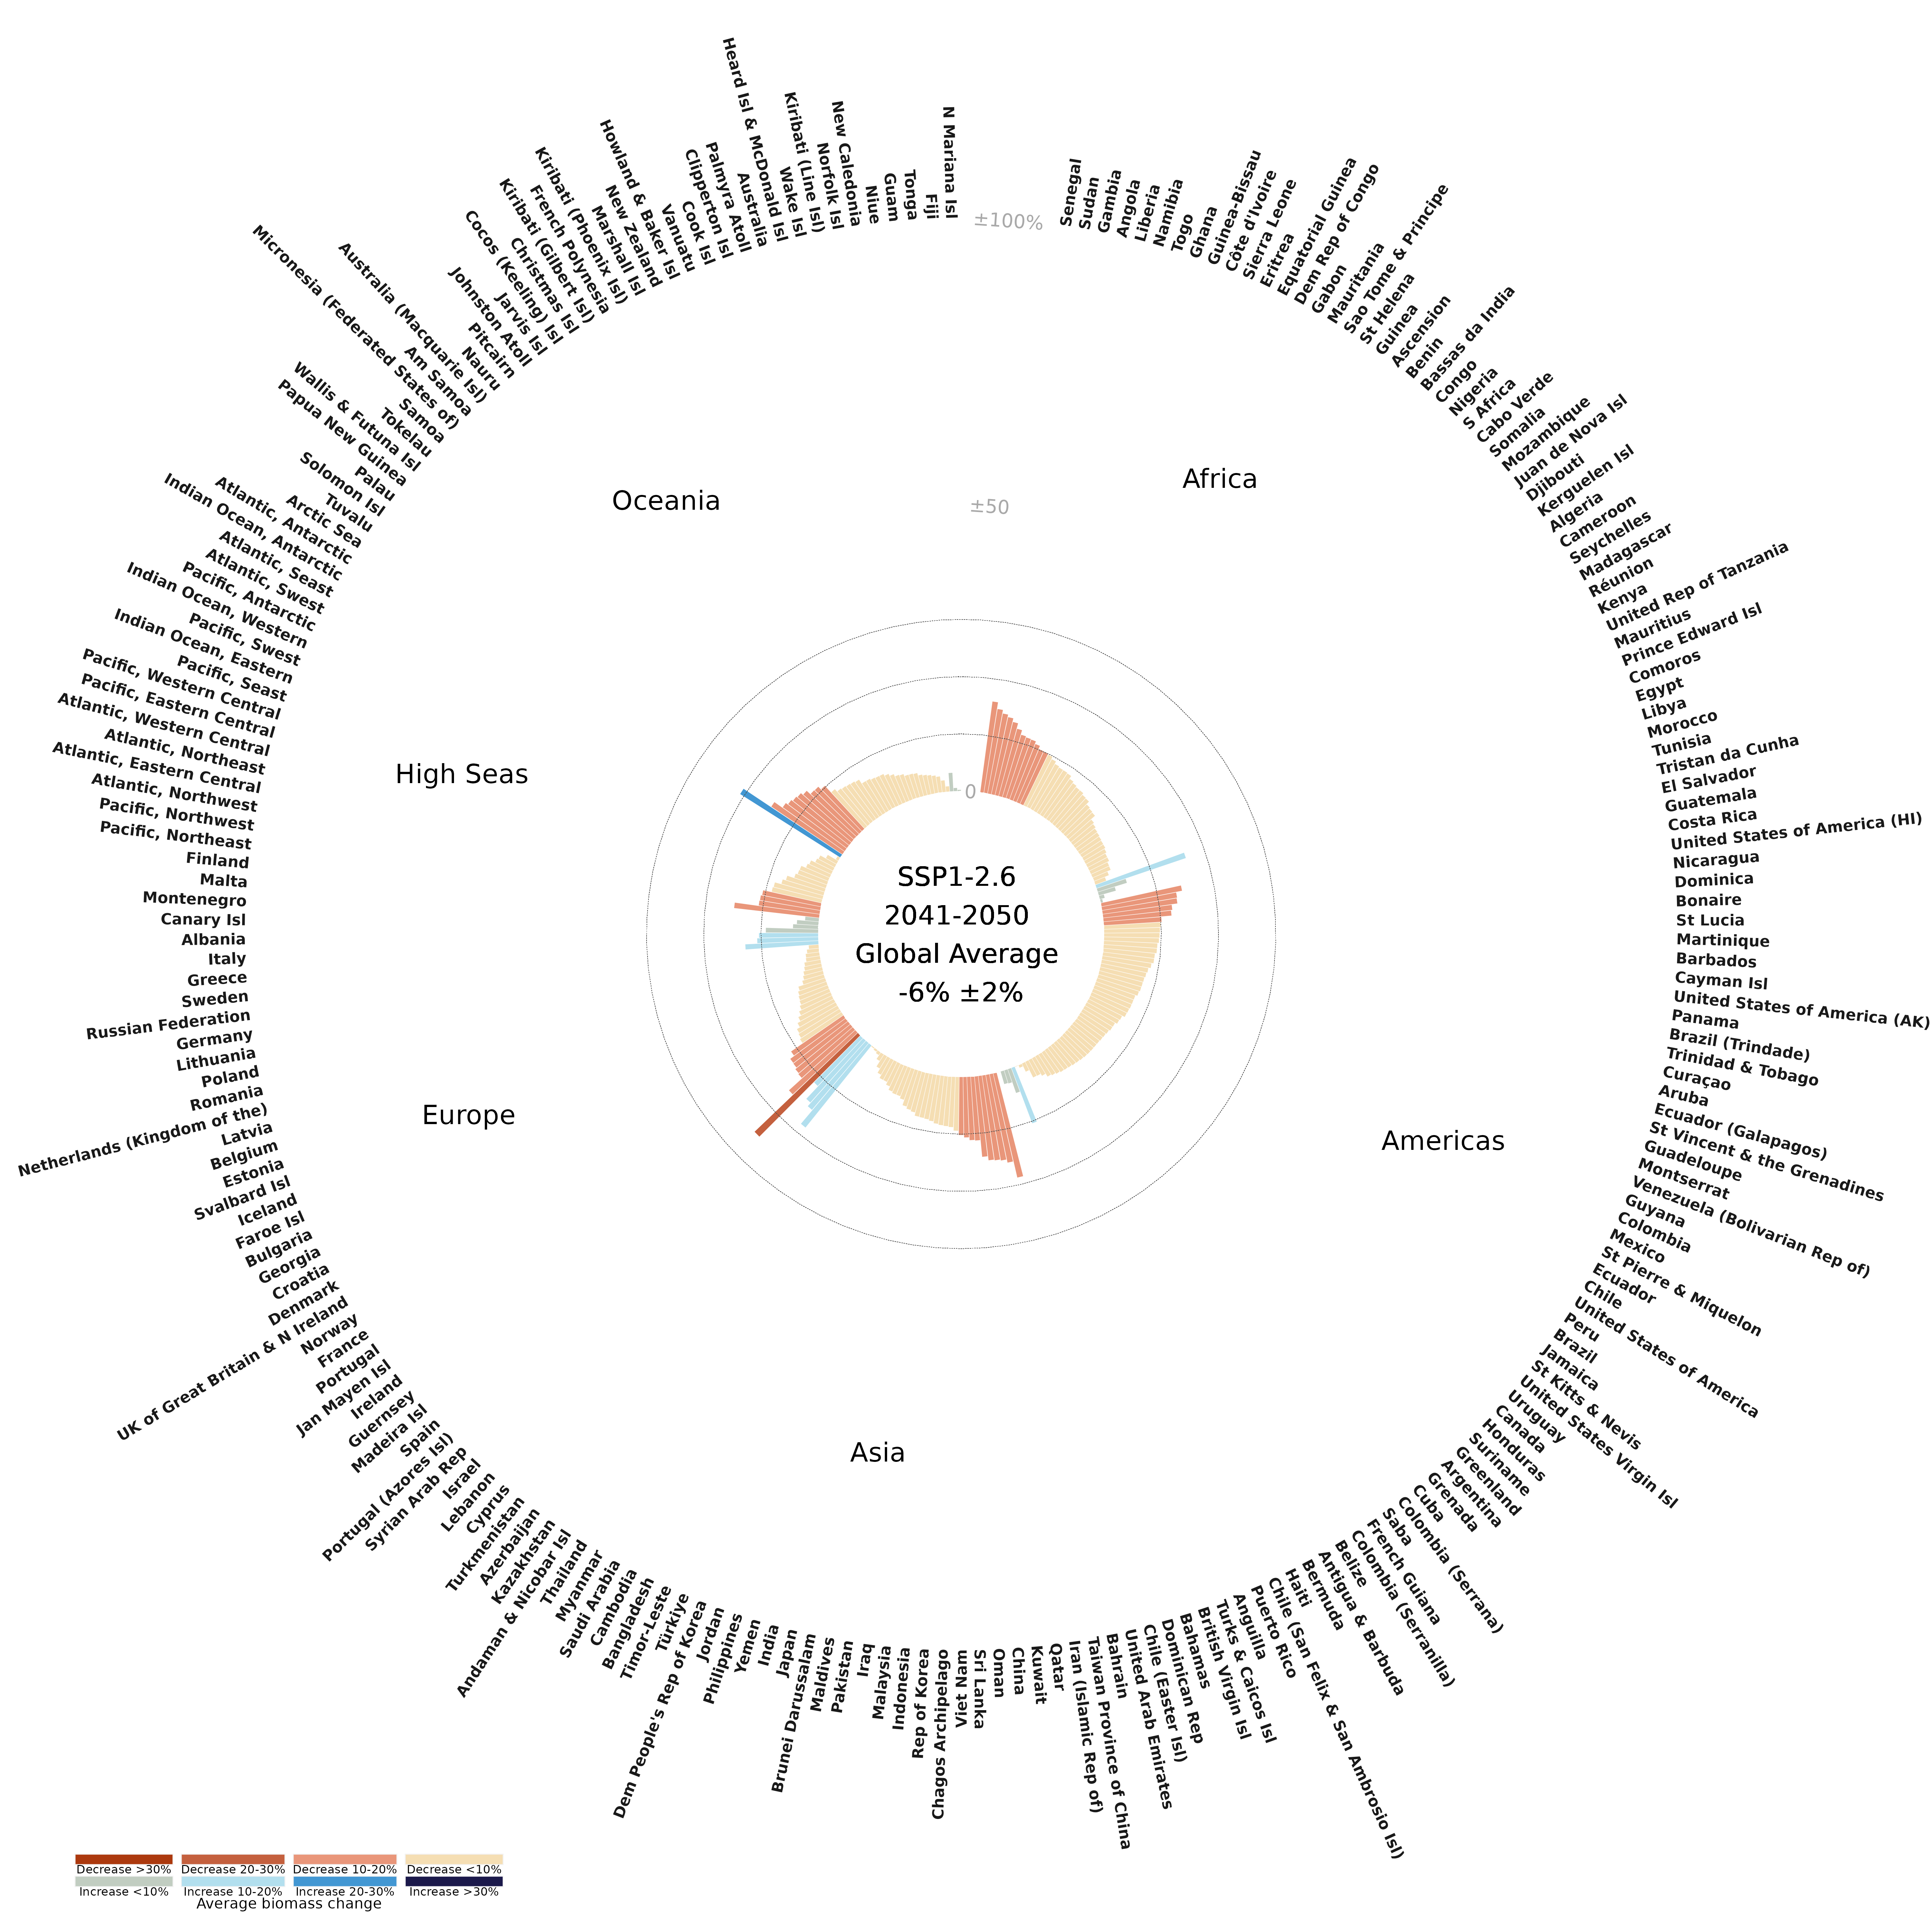 ±100%
±50
0
Africa
Americas
Asia
Europe
High Seas
Oceania
SSP1-2.6
2041-2050
Global Average
-6% ±2%
Senegal
Sudan
Gambia
Angola
Liberia
Namibia
Togo
Ghana
Guinea-Bissau
Côte d'Ivoire
Sierra Leone
Eritrea
Equatorial Guinea
Dem Rep of Congo
Gabon
Mauritania
Sao Tome & Principe
St Helena
Guinea
Ascension
Benin
Bassas da India
Congo
Nigeria
S Africa
Cabo Verde
Somalia
Mozambique
Juan de Nova Isl
Djibouti
Kerguelen Isl
Algeria
Cameroon
Seychelles
Madagascar
Réunion
Kenya
United Rep of Tanzania
Mauritius
Prince Edward Isl
Comoros
Egypt
Libya
Morocco
Tunisia
Tristan da Cunha
El Salvador
Guatemala
Costa Rica
United States of America (HI)
Nicaragua
Dominica
Bonaire
St Lucia
Martinique
Barbados
Cayman Isl
United States of America (AK)
Panama
Brazil (Trindade)
Trinidad & Tobago
Curaçao
Aruba
Ecuador (Galapagos)
St Vincent & the Grenadines
Guadeloupe
Montserrat
Venezuela (Bolivarian Rep of)
Guyana
Colombia
Mexico
St Pierre & Miquelon
Ecuador
Chile
United States of America
Peru
Brazil
Jamaica
St Kitts & Nevis
United States Virgin Isl
Uruguay
Canada
Honduras
Suriname
Greenland
Argentina
Grenada
Cuba
Colombia (Serrana)
Saba
French Guiana
Colombia (Serranilla)
Belize
Antigua & Barbuda
Bermuda
Haiti
Chile (San Felix & San Ambrosio Isl)
Puerto Rico
Anguilla
Turks & Caicos Isl
British Virgin Isl
Bahamas
Dominican Rep
Chile (Easter Isl)
United Arab Emirates
Bahrain
Taiwan Province of China
Iran (Islamic Rep of)
Qatar
Kuwait
China
Oman
Sri Lanka
Viet Nam
Chagos Archipelago
Rep of Korea
Indonesia
Malaysia
Iraq
Pakistan
Maldives
Brunei Darussalam
Japan
India
Yemen
Philippines
Jordan
Dem People's Rep of Korea
Türkiye
Timor-Leste
Bangladesh
Cambodia
Saudi Arabia
Myanmar
Thailand
Andaman & Nicobar Isl
Kazakhstan
Azerbaijan
Turkmenistan
Cyprus
Lebanon
Israel
Syrian Arab Rep
Portugal (Azores Isl)
Spain
Madeira Isl
Guernsey
Ireland
Jan Mayen Isl
Portugal
France
Norway
UK of Great Britain & N Ireland
Denmark
Croatia
Georgia
Bulgaria
Faroe Isl
Iceland
Svalbard Isl
Estonia
Belgium
Latvia
Netherlands (Kingdom of the)
Romania
Poland
Lithuania
Germany
Russian Federation
Sweden
Greece
Italy
Albania
Canary Isl
Montenegro
Malta
Finland
Pacific, Northeast
Pacific, Northwest
Atlantic, Northwest
Atlantic, Eastern Central
Atlantic, Northeast
Atlantic, Western Central
Pacific, Eastern Central
Pacific, Western Central
Pacific, Seast
Indian Ocean, Eastern
Pacific, Swest
Indian Ocean, Western
Pacific, Antarctic
Atlantic, Swest
Atlantic, Seast
Indian Ocean, Antarctic
Atlantic, Antarctic
Arctic Sea
Tuvalu
Solomon Isl
Palau
Papua New Guinea
Wallis & Futuna Isl
Tokelau
Samoa
Micronesia (Federated States of)
Am Samoa
Australia (Macquarie Isl)
Nauru
Pitcairn
Johnston Atoll
Jarvis Isl
Cocos (Keeling) Isl
Christmas Isl
Kiribati (Gilbert Isl)
French Polynesia
Kiribati (Phoenix Isl)
Marshall Isl
New Zealand
Howland & Baker Isl
Vanuatu
Cook Isl
Clipperton Isl
Palmyra Atoll
Australia
Heard Isl & McDonald Isl
Wake Isl
Kiribati (Line Isl)
Norfolk Isl
New Caledonia
Niue
Guam
Tonga
Fiji
N Mariana Isl
Decrease >30%
Decrease 20-30%
Decrease 10-20%
Decrease <10%
Increase <10%
Increase 10-20%
Increase 20-30%
Increase >30%
Average biomass change